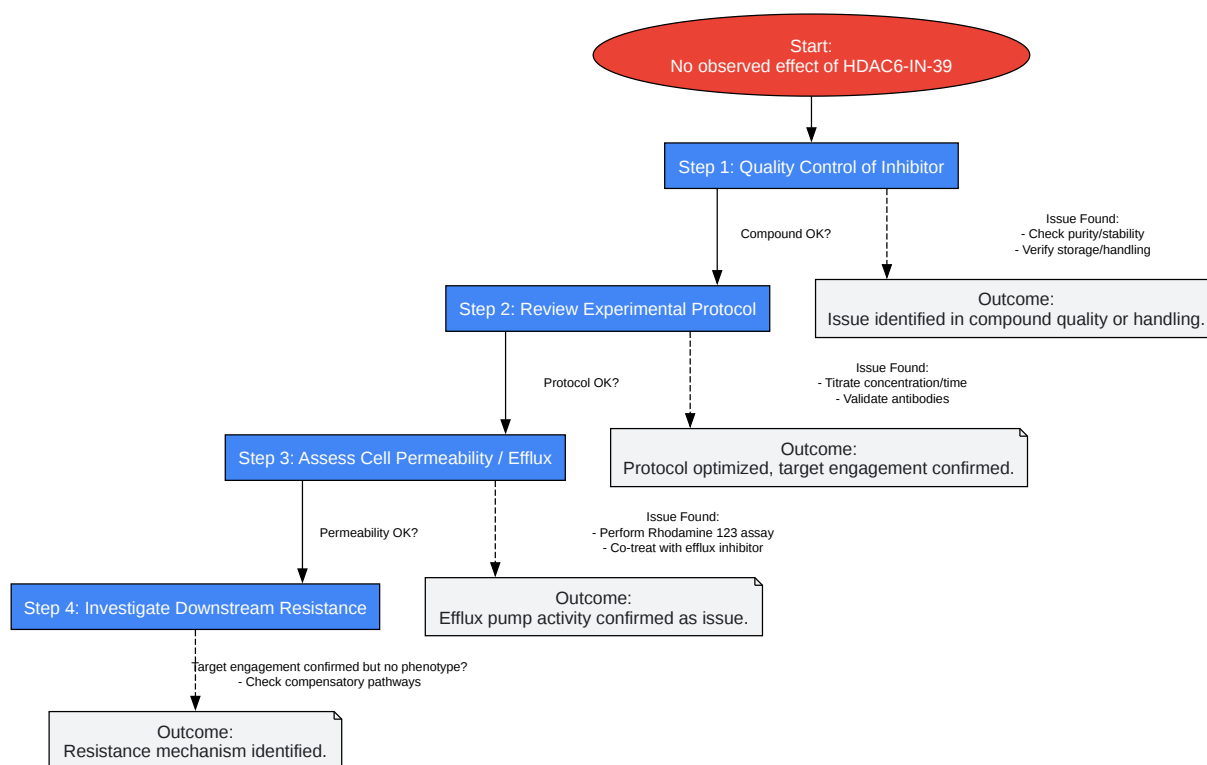 Start:
No observed effect of HDAC6-IN-39
Step 1: Quality Control of Inhibitor
Compound OK?
Issue Found:
- Check purity/stability
- Verify storage/handling
Step 2: Review Experimental Protocol
Outcome:
Issue identified in compound quality or handling.
Protocol OK?
Issue Found:
- Titrate concentration/time
- Validate antibodies
Step 3: Assess Cell Permeability / Efflux
Outcome:
Protocol optimized, target engagement confirmed.
Permeability OK?
Issue Found:
- Perform Rhodamine 123 assay
- Co-treat with efflux inhibitor
Step 4: Investigate Downstream Resistance
Outcome:
Efflux pump activity confirmed as issue.
Target engagement confirmed but no phenotype?
- Check compensatory pathways
Outcome:
Resistance mechanism identified.